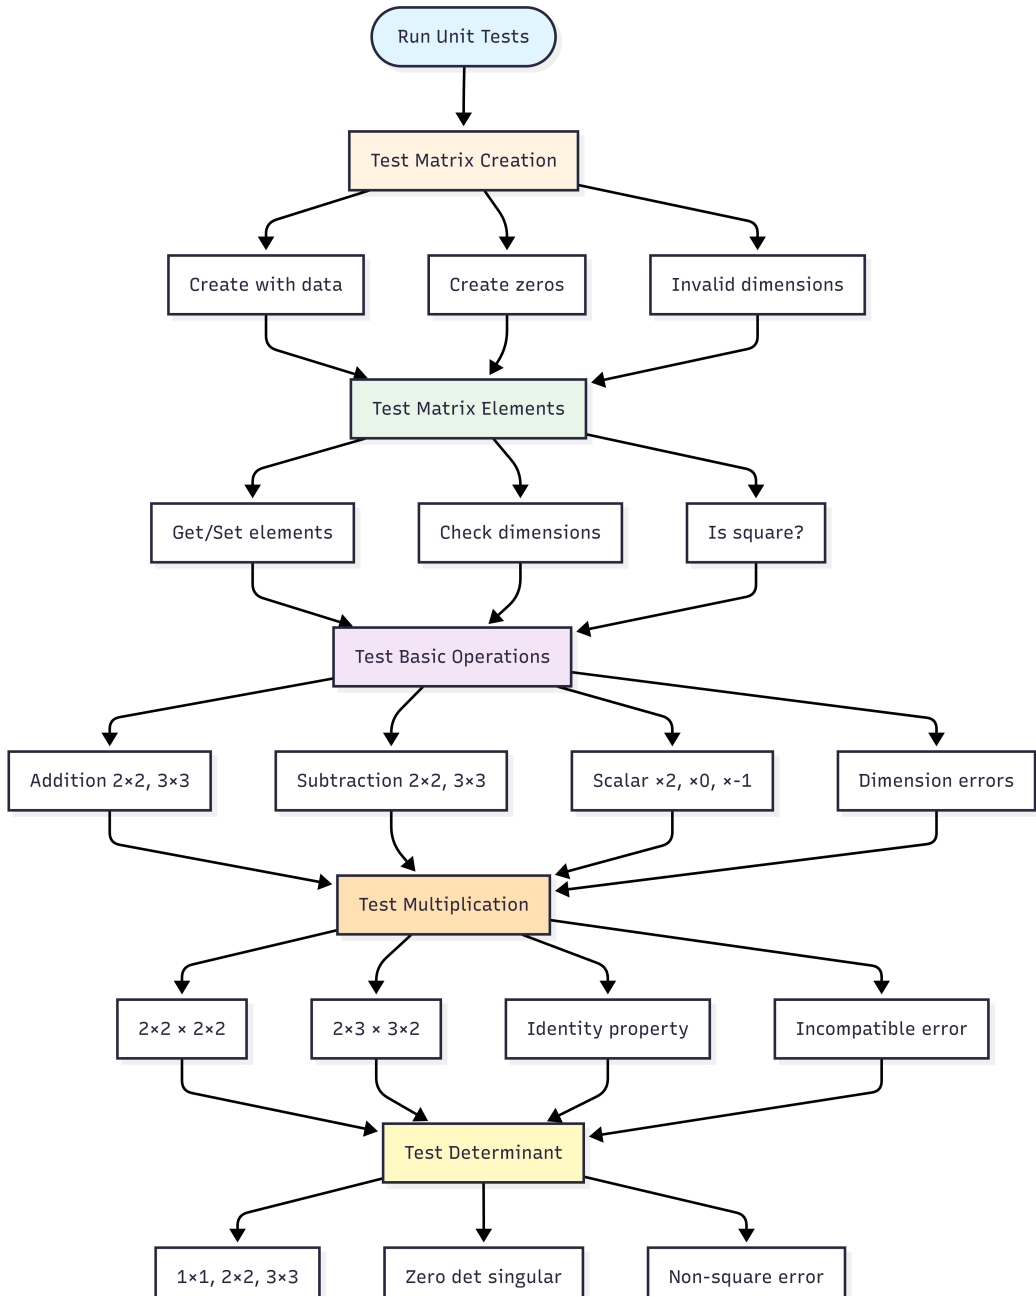 Run Unit Tests
Test Matrix Creation
Create with data
Create zeros
Invalid dimensions
Test Matrix Elements
Get/Set elements
Check dimensions
Is square?
Test Basic Operations
Addition 2×2, 3×3
Subtraction 2×2, 3×3
Scalar ×2, ×0, ×-1
Dimension errors
Test Multiplication
2×2 × 2×2
2×3 × 3×2
Identity property
Incompatible error
Test Determinant
1×1, 2×2, 3×3
Zero det singular
Non-square error